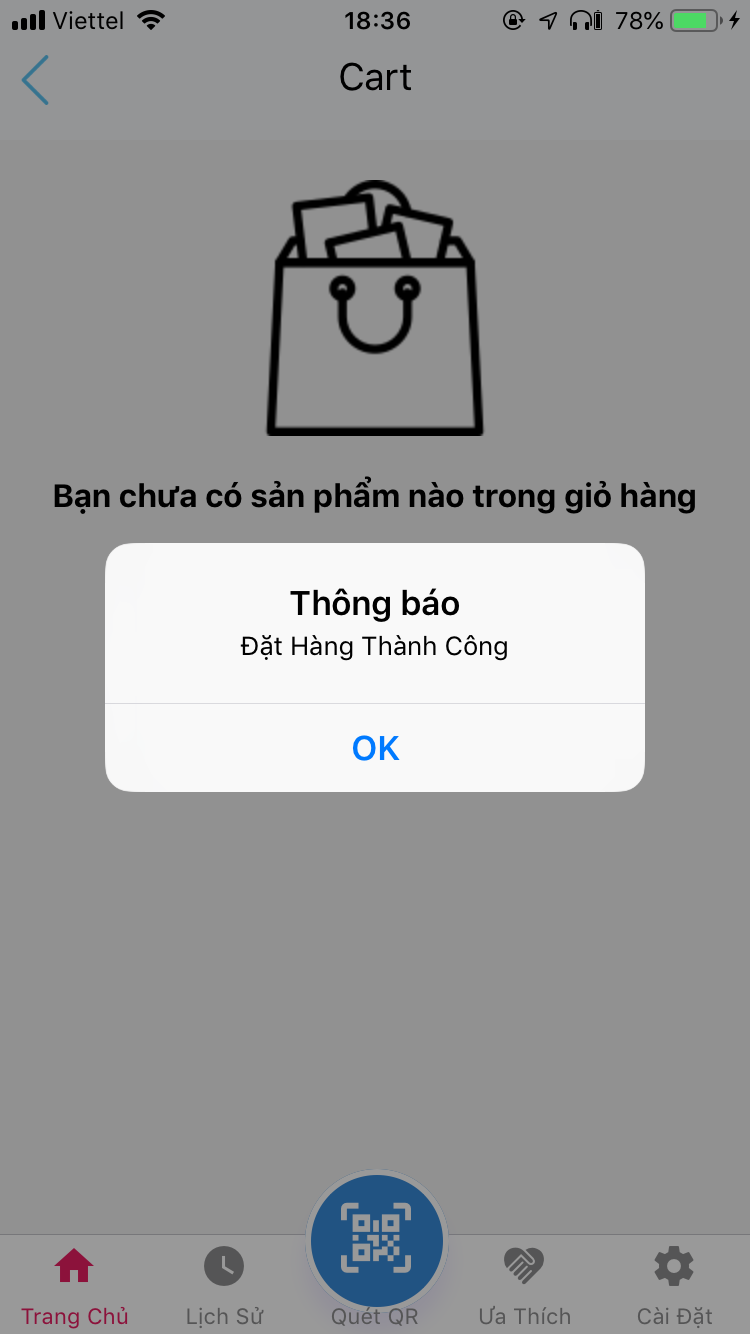 Viettel 18:36 78%
Cart
Bạn chưa có sản phẩm nào trong giỏ hàng
Thông báo
Đặt Hàng Thành Công
OK
Trang Chủ Lịch Sử Quét QR Ưa Thích Cài Đặt